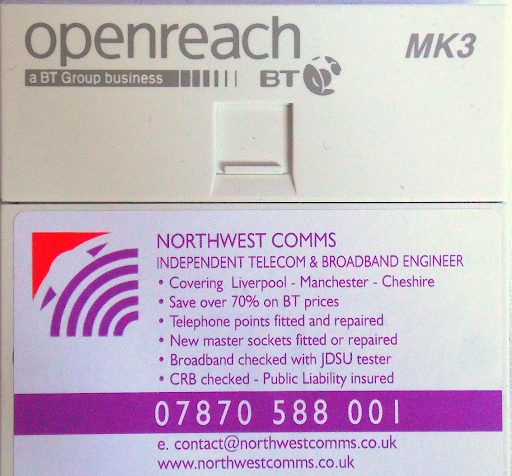 openreach
MK3
a BT Group business
BT
NORTHWEST COMMS
INDEPENDENT TELECOM & BROADBAND ENGINEER
• Covering Liverpool - Manchester - Cheshire
• Save over 70% on BT prices
• Telephone points fitted and repaired
• New master sockets fitted or repaired
• Broadband checked with JDSU tester
• CRB checked - Public Liability insured
07870 588 001
e. contact@northwestcomms.co.uk
www.northwestcomms.co.uk